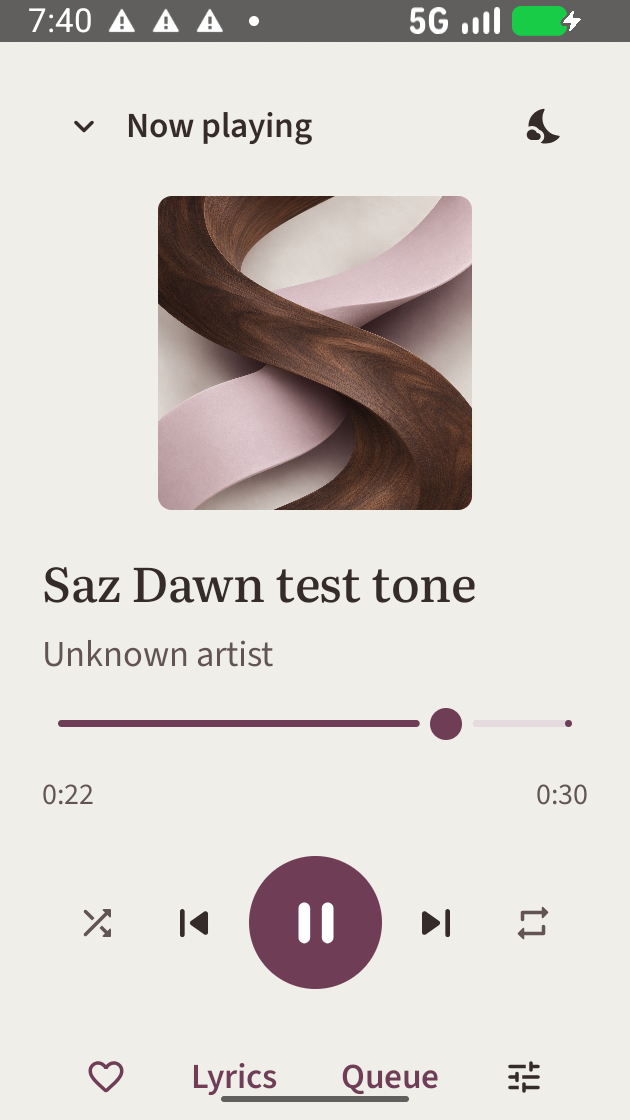 7:40
5G
Now playing
Saz Dawn test tone
Unknown artist
0:22
0:30
Lyrics
Queue